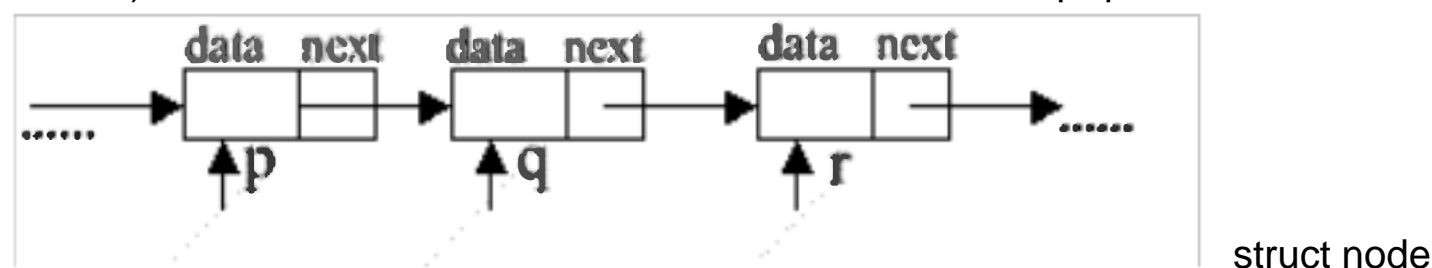 data next data next data next
......
......
p q r
struct node